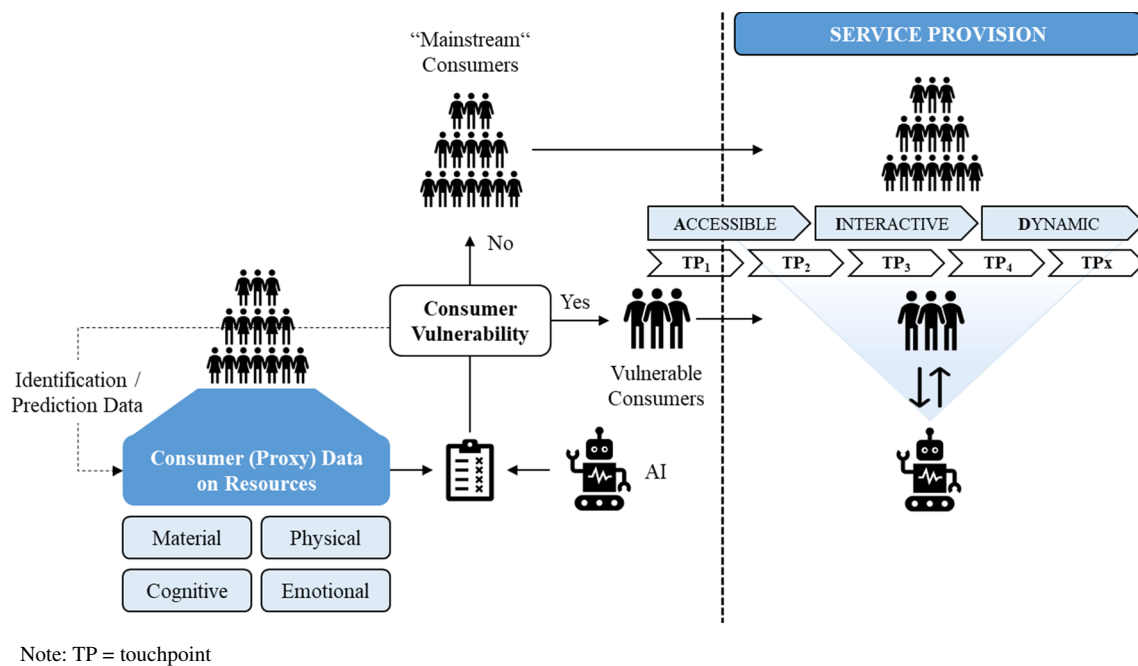 “Mainstream“
Consumers
SERVICE PROVISION
ACCESSIBLE
INTERACTIVE
DYNAMIC
No
TP1
TP2
TP3
TP4
TPx
Consumer
Vulnerability
Yes
Identification /
Prediction Data
Vulnerable
Consumers
Consumer (Proxy) Data
on Resources
AI
Material
Physical
Cognitive
Emotional
Note: TP = touchpoint